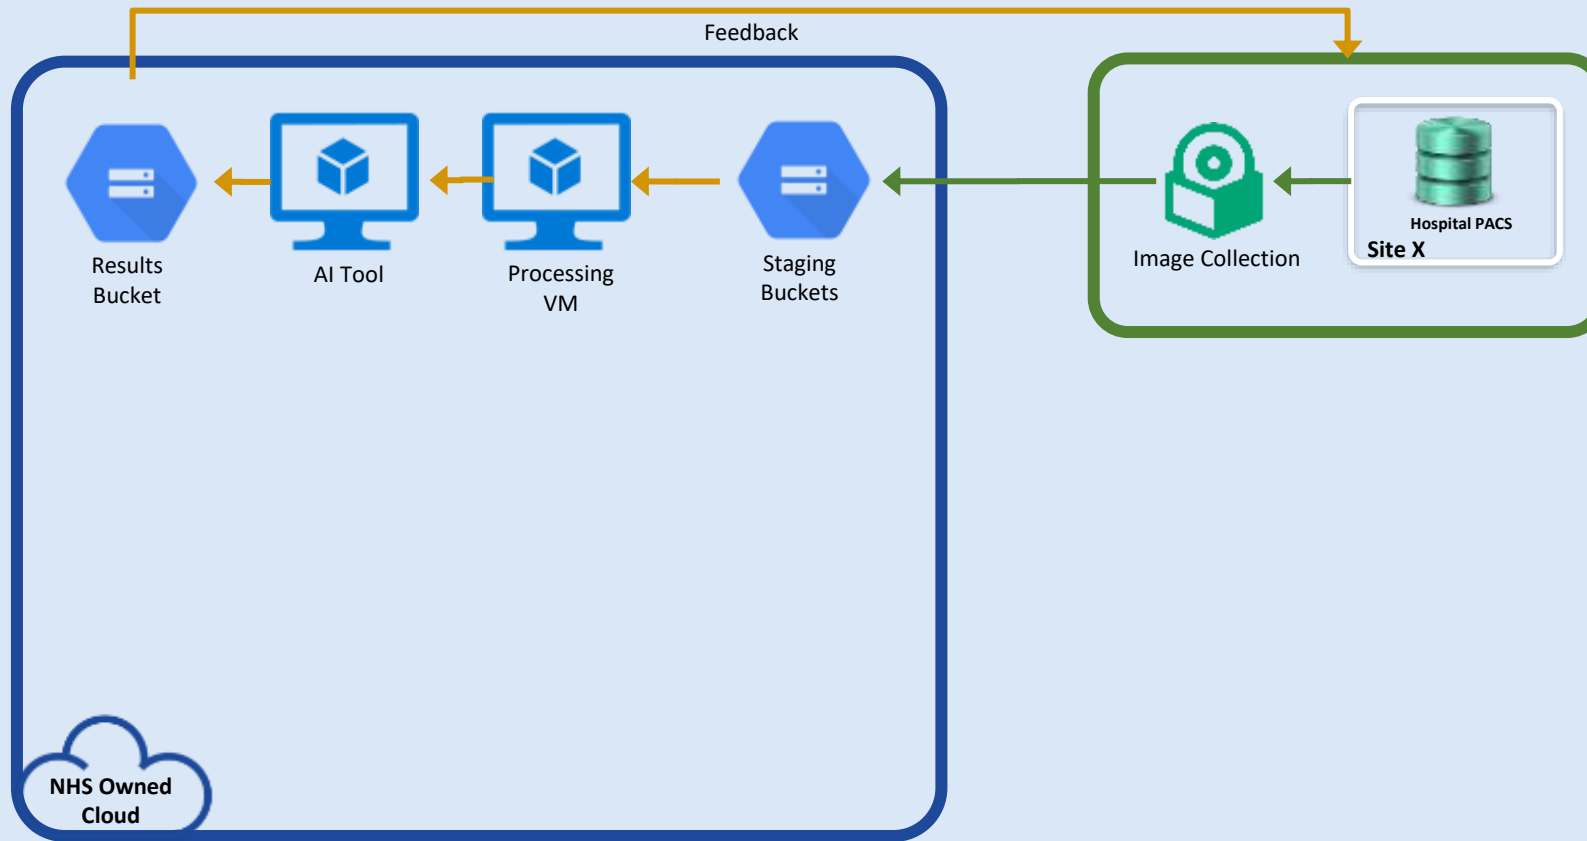 Feedback
Results
Bucket
AI Tool
Processing
VM
Staging
Buckets
Image Collection
Hospital PACS
Site X
NHS Owned
Cloud